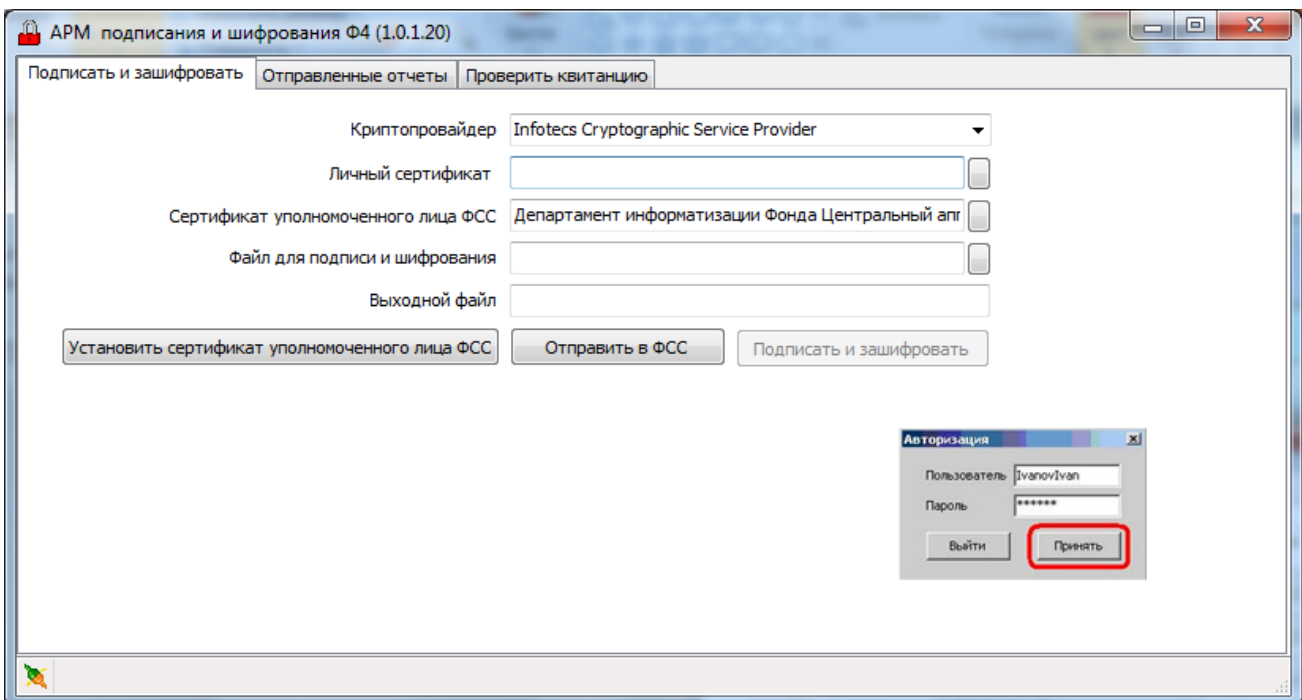 АРМ подписания и шифрования Ф4 (1.0.1.20)
Подписать и зашифровать Отправленные отчеты Проверить квитанцию
Криптопровайдер Infotecs Cryptographic Service Provider
Личный сертификат
Сертификат уполномоченного лица ФСС Департамент информатизации Фонда Центральный апп
Файл для подписи и шифрования
Выходной файл
Установить сертификат уполномоченного лица ФСС Отправить в ФСС Подписать и зашифровать
Авторизация
Пользователь IvanovIvan
Пароль ******
Выйти Принять